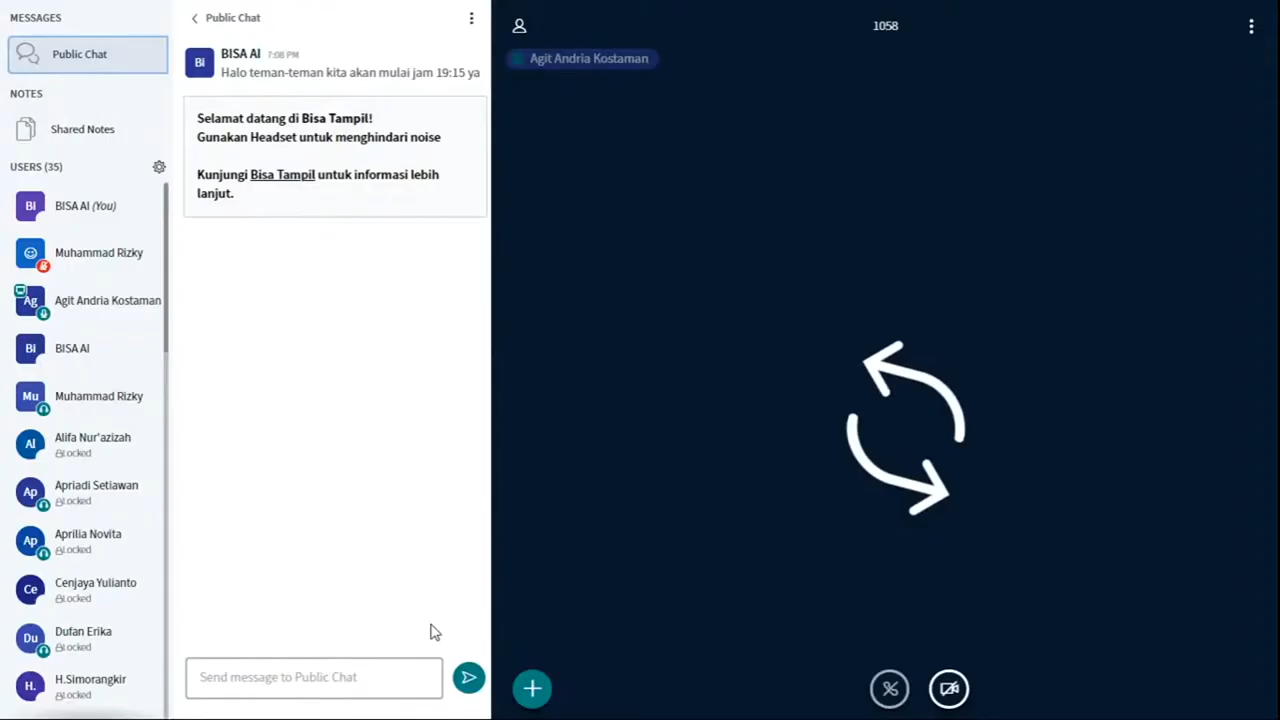 MESSAGES
Public Chat
NOTES
Shared Notes
USERS (35)
Bi
BISA AI (You)
Muhammad Rizky
Ag
Agit Andria Kostaman
Bi
BISA AI
Mu
Muhammad Rizky
Al
Alifa Nur'azizah
Locked
Ap
Apriadi Setiawan
Locked
Ap
Aprilia Novita
Locked
Ce
Cenjaya Yulianto
Locked
Du
Dufan Erika
Locked
H.
H.Simorangkir
Locked
Public Chat
Bi
BISA AI 7:08 PM
Halo teman-teman kita akan mulai jam 19:15 ya
Selamat datang di Bisa Tampil!
Gunakan Headset untuk menghindari noise
Kunjungi Bisa Tampil untuk informasi lebih
lanjut.
Send message to Public Chat
1058
Agit Andria Kostaman